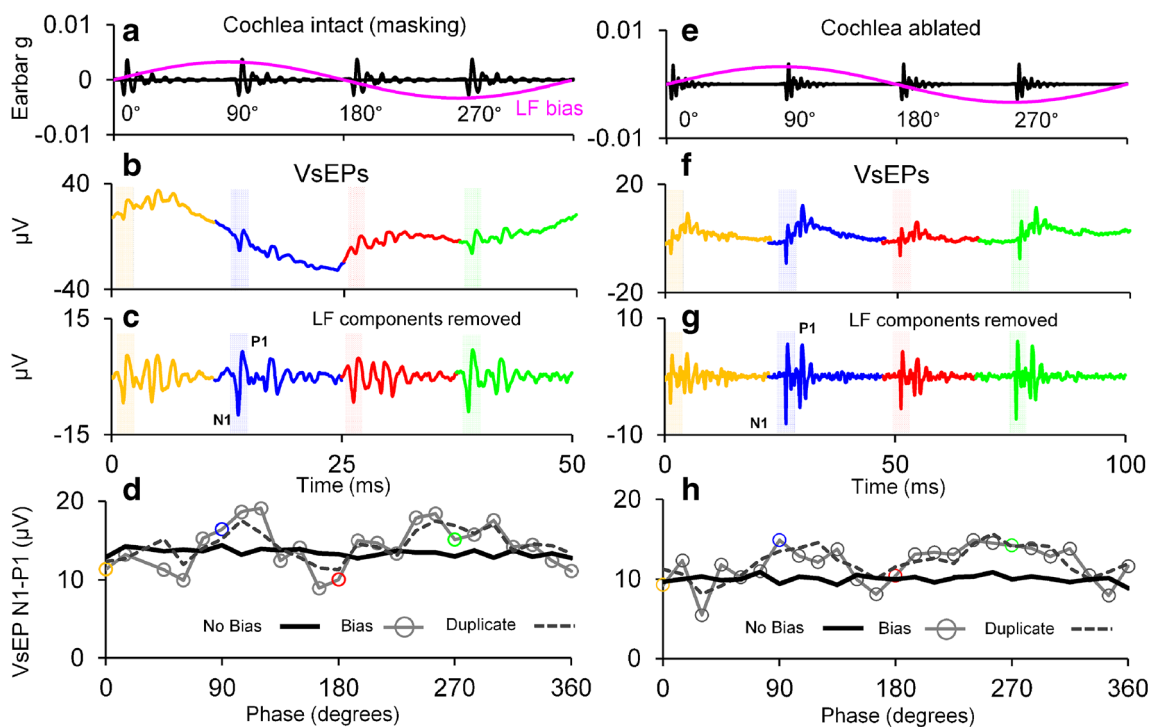 a
Cochlea intact (masking)
0.01
0
-0.01
Earbar g
0°
90°
180°
270°
LF bias
e
Cochlea ablated
0.01
-0.01
0°
90°
180°
270°
b
VsEPs
40
-40
µV
f
VsEPs
20
-20
c
LF components removed
15
-15
µV
P1
N1
0
25
50
Time (ms)
g
LF components removed
10
-10
P1
N1
0
50
100
Time (ms)
d
20
10
0
VsEP N1-P1 (µV)
No Bias
Bias
Duplicate
0
90
180
270
360
Phase (degrees)
h
20
10
0
No Bias
Bias
Duplicate
0
90
180
270
360
Phase (degrees)